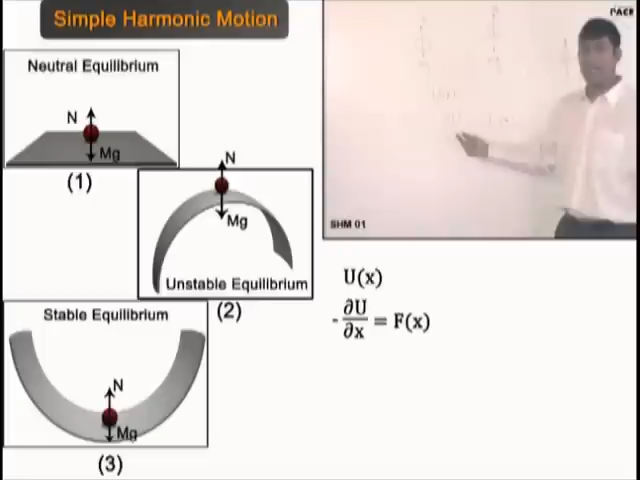 Simple Harmonic Motion
PACE
Neutral Equilibrium
N
Mg
(1)
N
Mg
Unstable Equilibrium
(2)
SHM 01
U(x)
- ∂U/∂x = F(x)
Stable Equilibrium
N
Mg
(3)